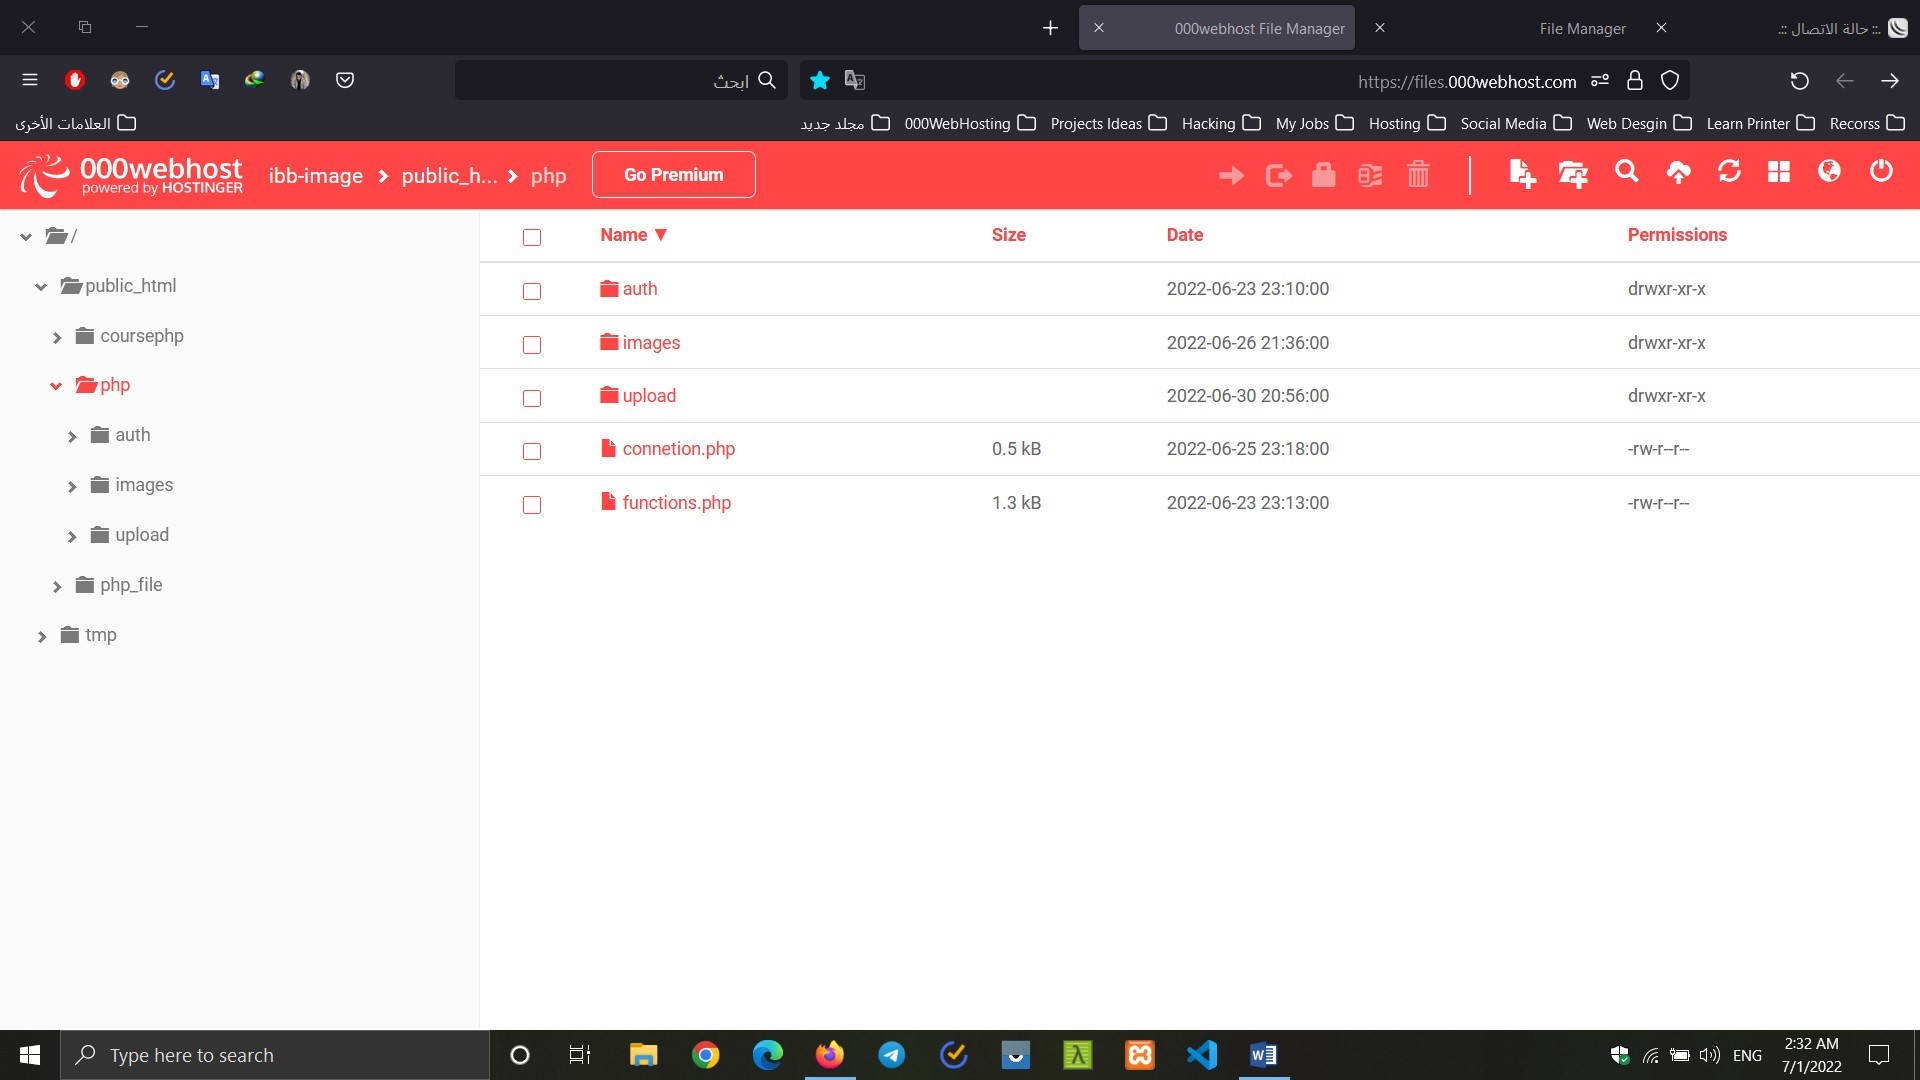 000webhost File Manager
File Manager
.:: حالة الاتصال ::.
ابحث
https://files.000webhost.com
العلامات الأخرى
مجلد جديد
000WebHosting
Projects Ideas
Hacking
My Jobs
Hosting
Social Media
Web Desgin
Learn Printer
Recorss
000webhost
powered by HOSTINGER
ibb-image
public_h...
php
Go Premium
/
public_html
coursephp
php
auth
images
upload
php_file
tmp
Name ▼ Size Date Permissions
auth 2022-06-23 23:10:00 drwxr-xr-x
images 2022-06-26 21:36:00 drwxr-xr-x
upload 2022-06-30 20:56:00 drwxr-xr-x
connetion.php 0.5 kB 2022-06-25 23:18:00 -rw-r--r--
functions.php 1.3 kB 2022-06-23 23:13:00 -rw-r--r--
Type here to search
ENG
2:32 AM
7/1/2022